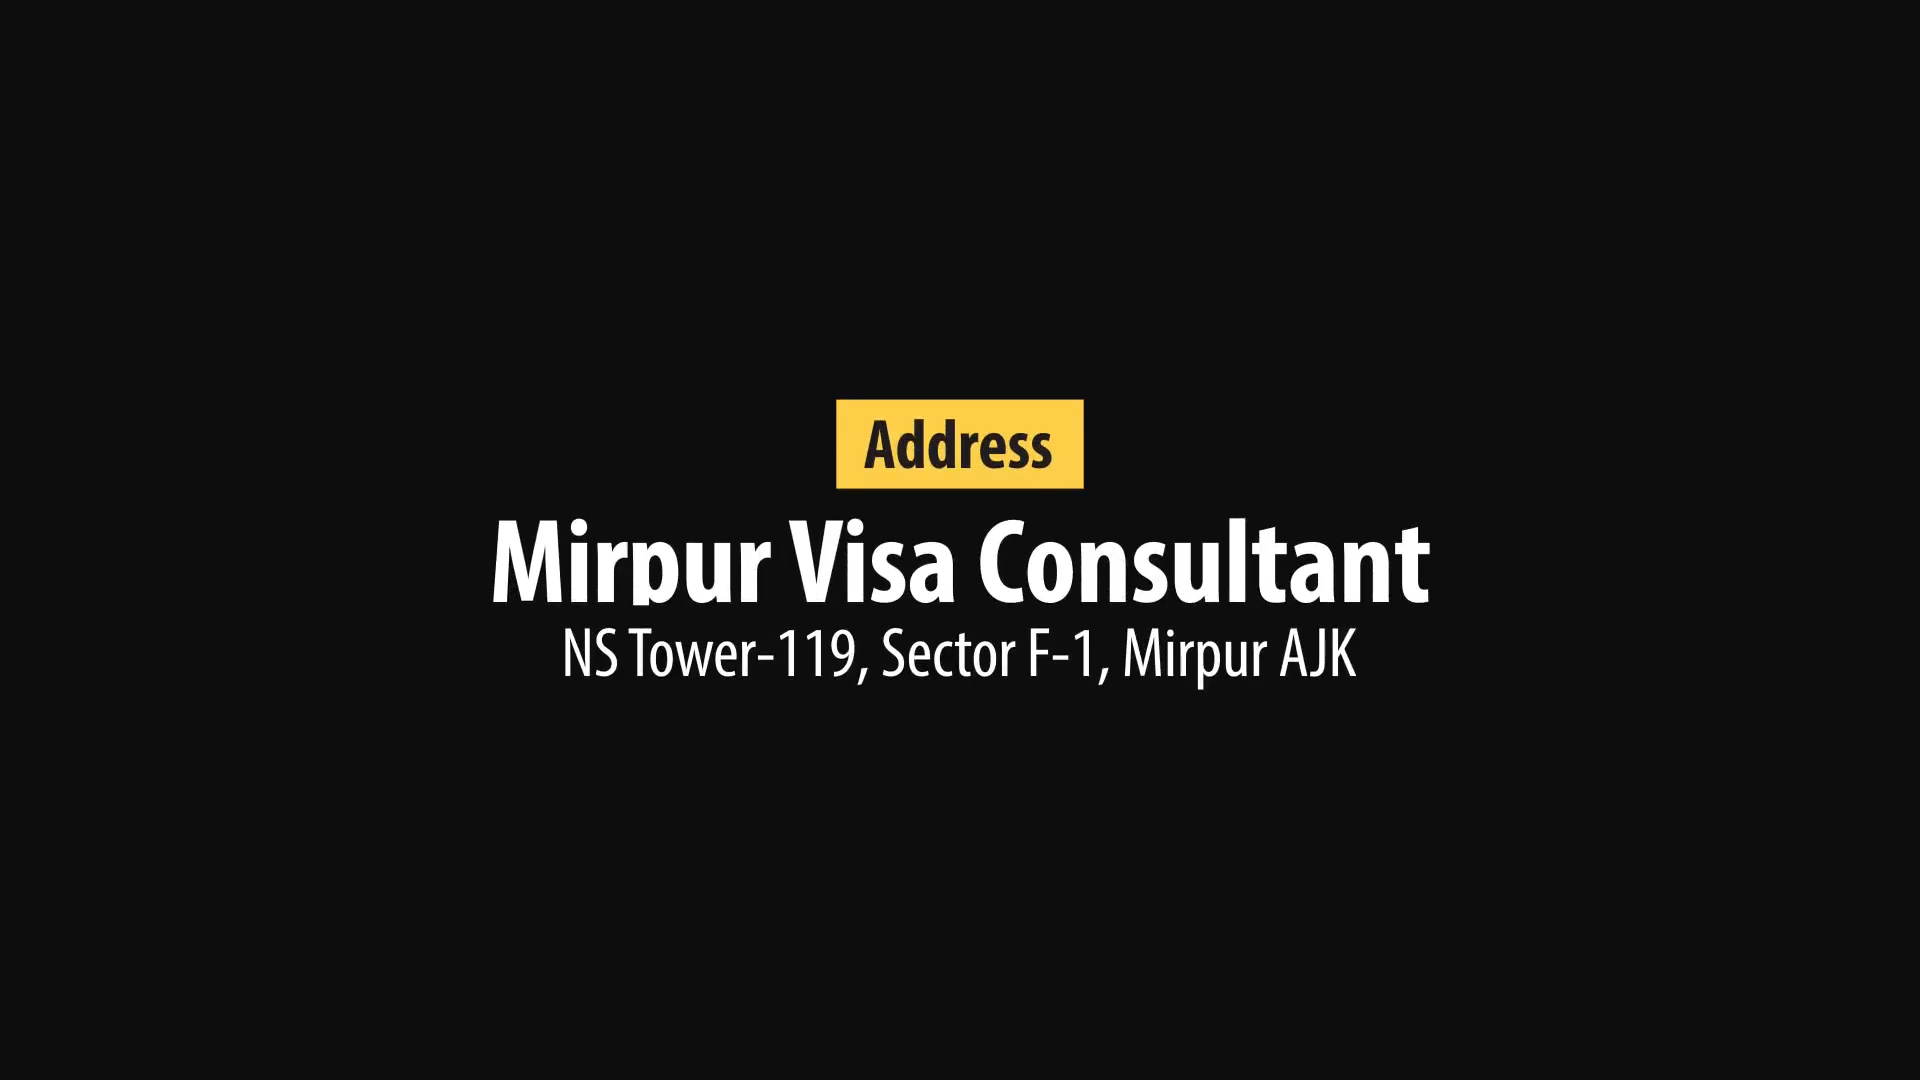 Address
Mirpur Visa Consultant
NS Tower-119, Sector F-1, Mirpur AJK